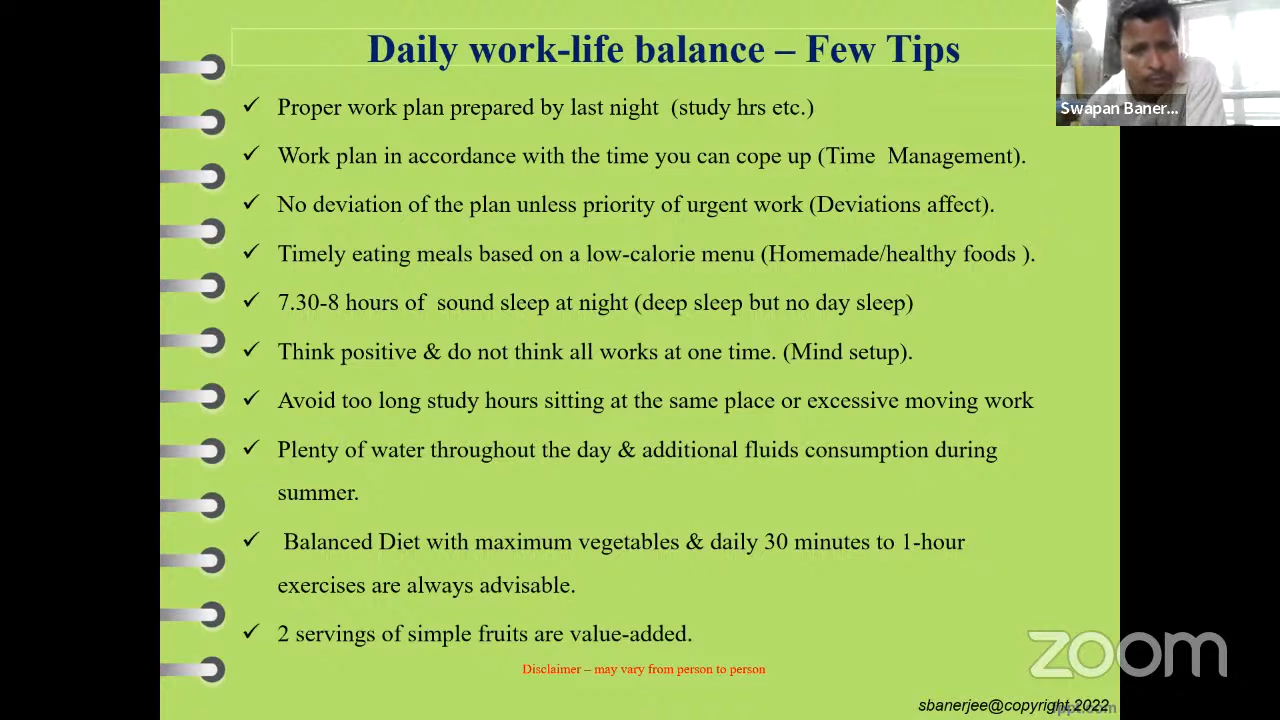 Daily work-life balance – Few Tips
Swapan Baner...
✓ Proper work plan prepared by last night (study hrs etc.)
✓ Work plan in accordance with the time you can cope up (Time Management).
✓ No deviation of the plan unless priority of urgent work (Deviations affect).
✓ Timely eating meals based on a low-calorie menu (Homemade/healthy foods ).
✓ 7.30-8 hours of sound sleep at night (deep sleep but no day sleep)
✓ Think positive & do not think all works at one time. (Mind setup).
✓ Avoid too long study hours sitting at the same place or excessive moving work
✓ Plenty of water throughout the day & additional fluids consumption during
summer.
✓ Balanced Diet with maximum vegetables & daily 30 minutes to 1-hour
exercises are always advisable.
✓ 2 servings of simple fruits are value-added.
Disclaimer – may vary from person to person
zoom
sbanerjee@copyright 2022